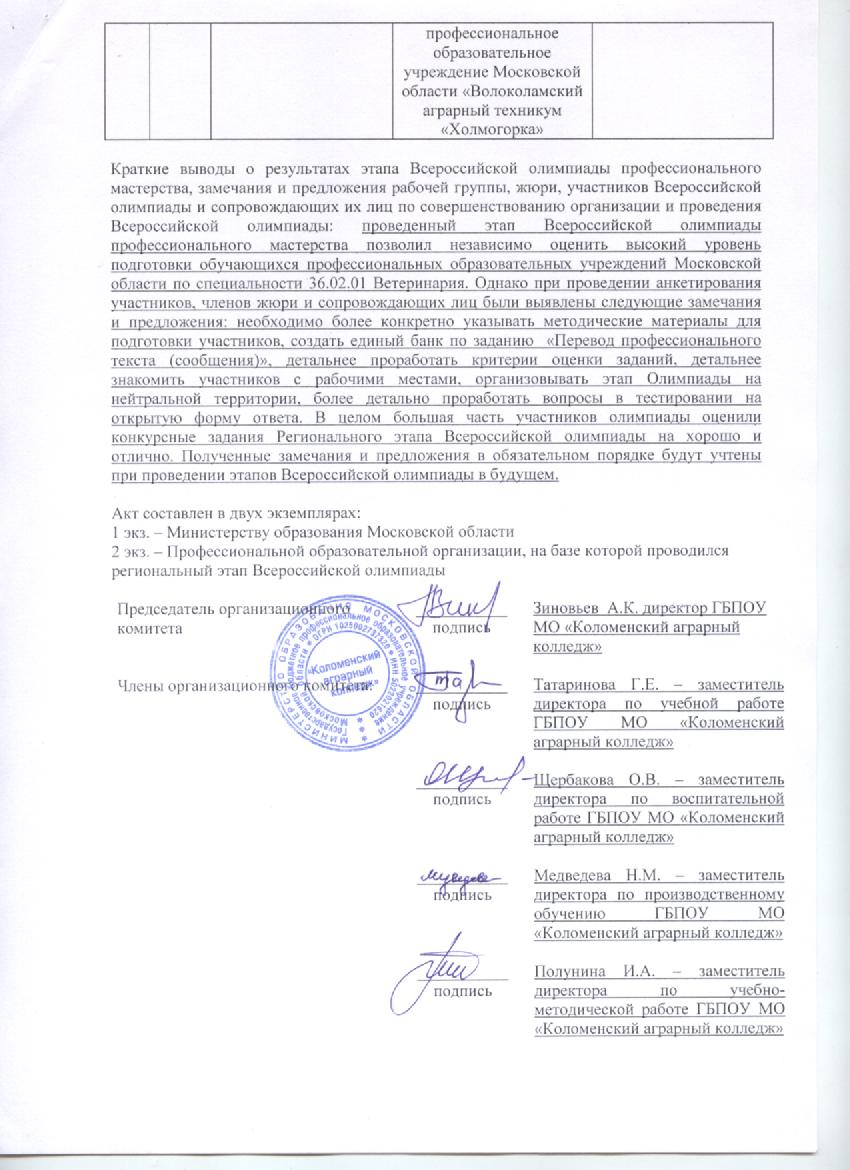 профессиональное
образовательное
учреждение Московской
области «Волоколамский
аграрный техникум
«Холмогорка»
Краткие выводы о результатах этапа Всероссийской олимпиады профессионального
мастерства, замечания и предложения рабочей группы, жюри, участников Всероссийской
олимпиады и сопровождающих их лиц по совершенствованию организации и проведения
Всероссийской олимпиады: проведенный этап Всероссийской олимпиады
профессионального мастерства позволил независимо оценить высокий уровень
подготовки обучающихся профессиональных образовательных учреждений Московской
области по специальности 36.02.01 Ветеринария. Однако при проведении анкетирования
участников, членов жюри и сопровождающих лиц были выявлены следующие замечания
и предложения: необходимо более конкретно указывать методические материалы для
подготовки участников, создать единый банк по заданию «Перевод профессионального
текста (сообщения)», детальнее проработать критерии оценки заданий, детальнее
знакомить участников с рабочими местами, организовывать этап Олимпиады на
нейтральной территории, более детально проработать вопросы в тестировании на
открытую форму ответа. В целом большая часть участников олимпиады оценили
конкурсные задания Регионального этапа Всероссийской олимпиады на хорошо и
отлично. Полученные замечания и предложения в обязательном порядке будут учтены
при проведении этапов Всероссийской олимпиады в будущем.
Акт составлен в двух экземплярах:
1 экз. – Министерству образования Московской области
2 экз. – Профессиональной образовательной организации, на базе которой проводился
региональный этап Всероссийской олимпиады
Председатель организационного
комитета
подпись
Зиновьев А.К. директор ГБПОУ
МО «Коломенский аграрный
колледж»
МИНИСТЕРСТВО ОБРАЗОВАНИЯ МОСКОВСКОЙ ОБЛАСТИ
«Коломенский
аграрный
колледж»
Члены организационного комитета:
подпись
Татаринова Г.Е. – заместитель
директора по учебной работе
ГБПОУ МО «Коломенский
аграрный колледж»
подпись
Щербакова О.В. – заместитель
директора по воспитательной
работе ГБПОУ МО «Коломенский
аграрный колледж»
подпись
Медведева Н.М. – заместитель
директора по производственному
обучению ГБПОУ МО
«Коломенский аграрный колледж»
подпись
Полунина И.А. – заместитель
директора по учебно-
методической работе ГБПОУ МО
«Коломенский аграрный колледж»